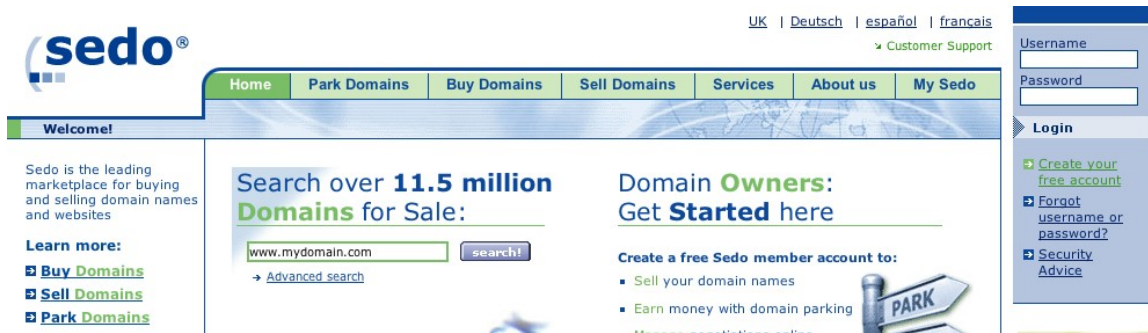 sedo®
UK | Deutsch | español | français
Customer Support
Home
Park Domains
Buy Domains
Sell Domains
Services
About us
My Sedo
Welcome!
Sedo is the leading
marketplace for buying
and selling domain names
and websites
Learn more:
Buy Domains
Sell Domains
Park Domains
Search over 11.5 million
Domains for Sale:
www.mydomain.com
search!
Advanced search
Domain Owners:
Get Started here
Create a free Sedo member account to:
Sell your domain names
Earn money with domain parking
PARK
Username
Password
Login
Create your
free account
Forgot
username or
password?
Security
Advice